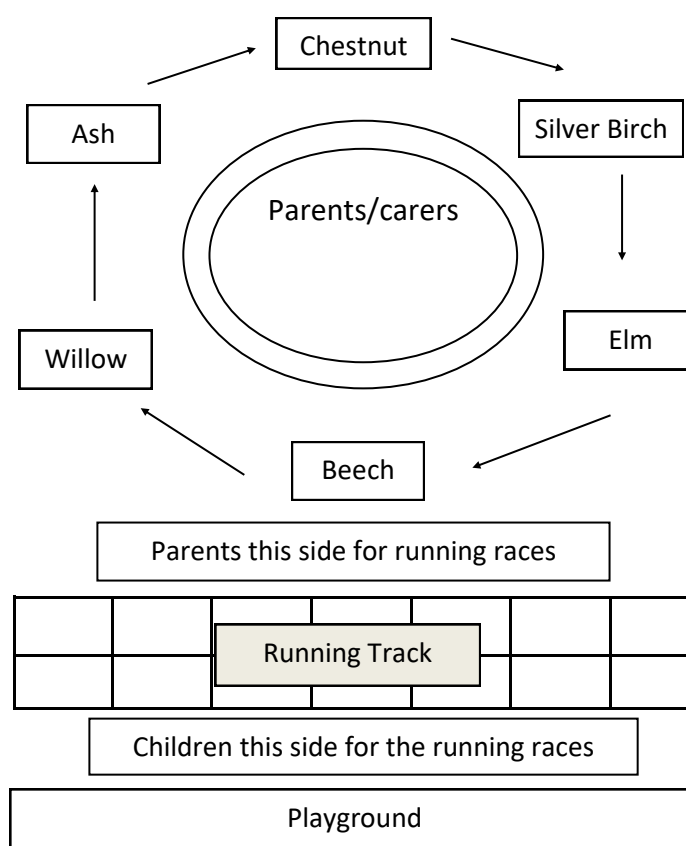 Chestnut
Ash
Silver Birch
Parents/carers
Willow
Elm
Beech
Parents this side for running races
Running Track
Children this side for the running races
Playground